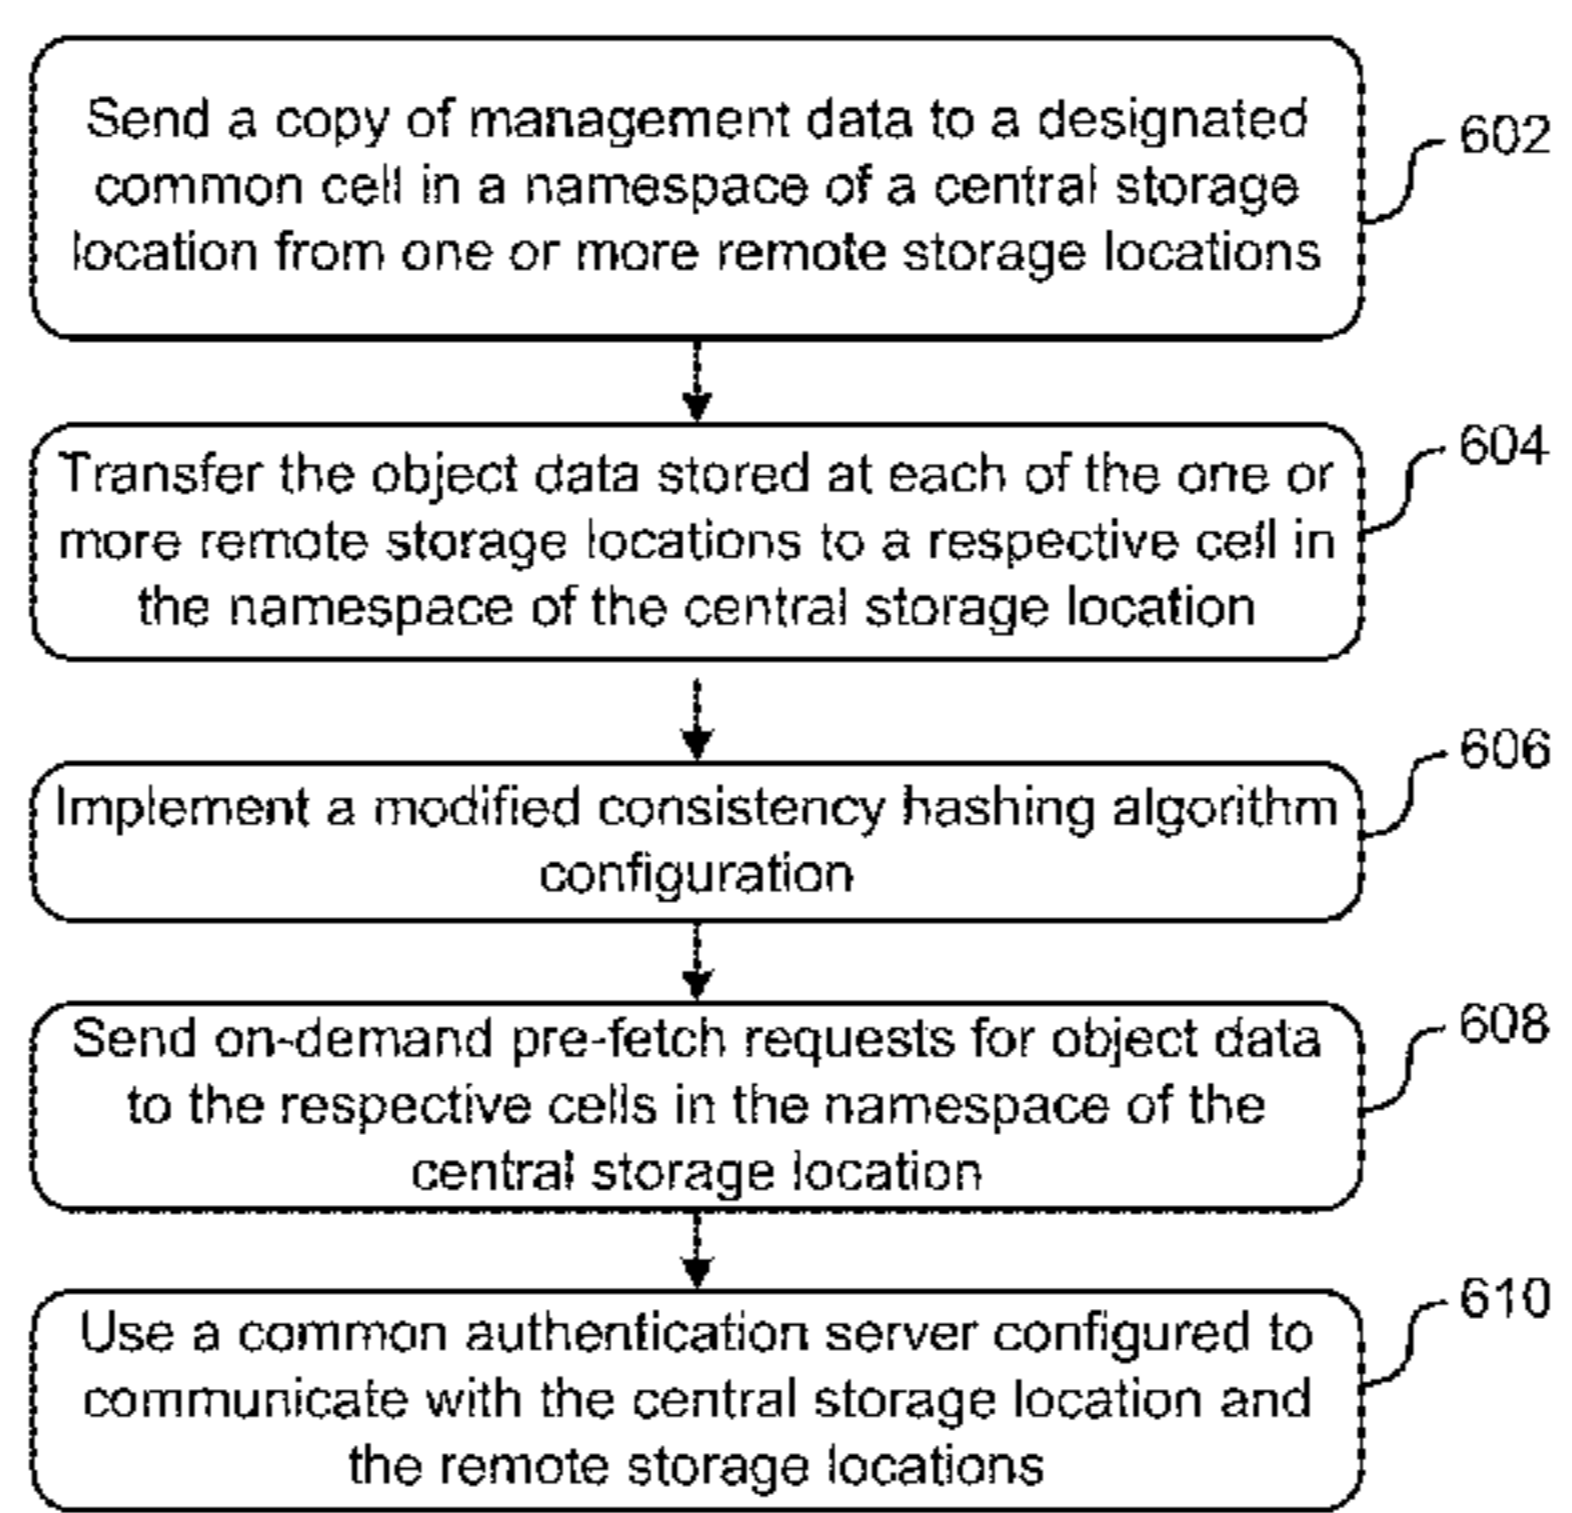 Send a copy of management data to a designated
common cell in a namespace of a central storage
location from one or more remote storage locations
602
Transfer the object data stored at each of the one or
more remote storage locations to a respective cell in
the namespace of the central storage location
604
Implement a modified consistency hashing algorithm
configuration
606
Send on-demand pre-fetch requests for object data
to the respective cells in the namespace of the
central storage location
608
Use a common authentication server configured to
communicate with the central storage location and
the remote storage locations
610